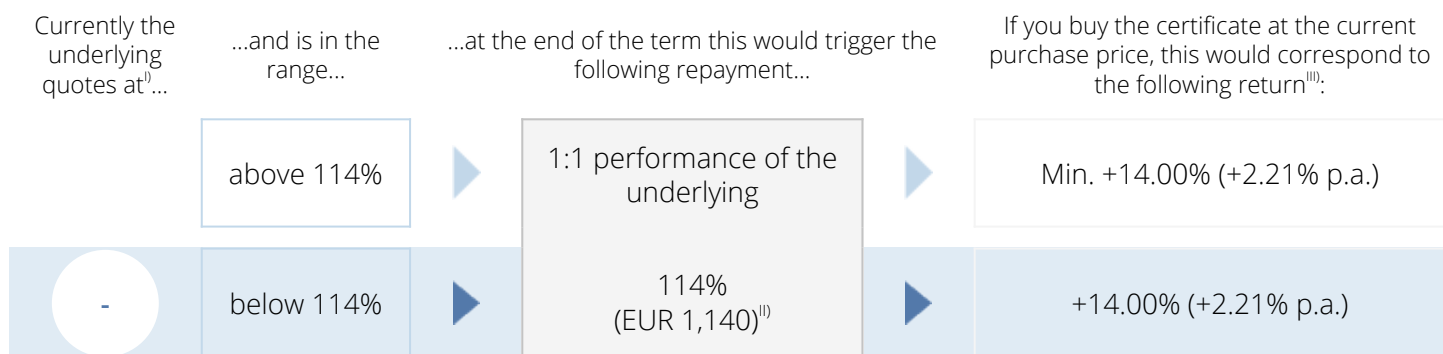 Currently the
underlying
quotes atI)...
...and is in the
range...
...at the end of the term this would trigger the
following repayment...
If you buy the certificate at the current
purchase price, this would correspond to
the following returnIII):
above 114%
1:1 performance of the
underlying
Min. +14.00% (+2.21% p.a.)
-
below 114%
114%
(EUR 1,140)II)
+14.00% (+2.21% p.a.)